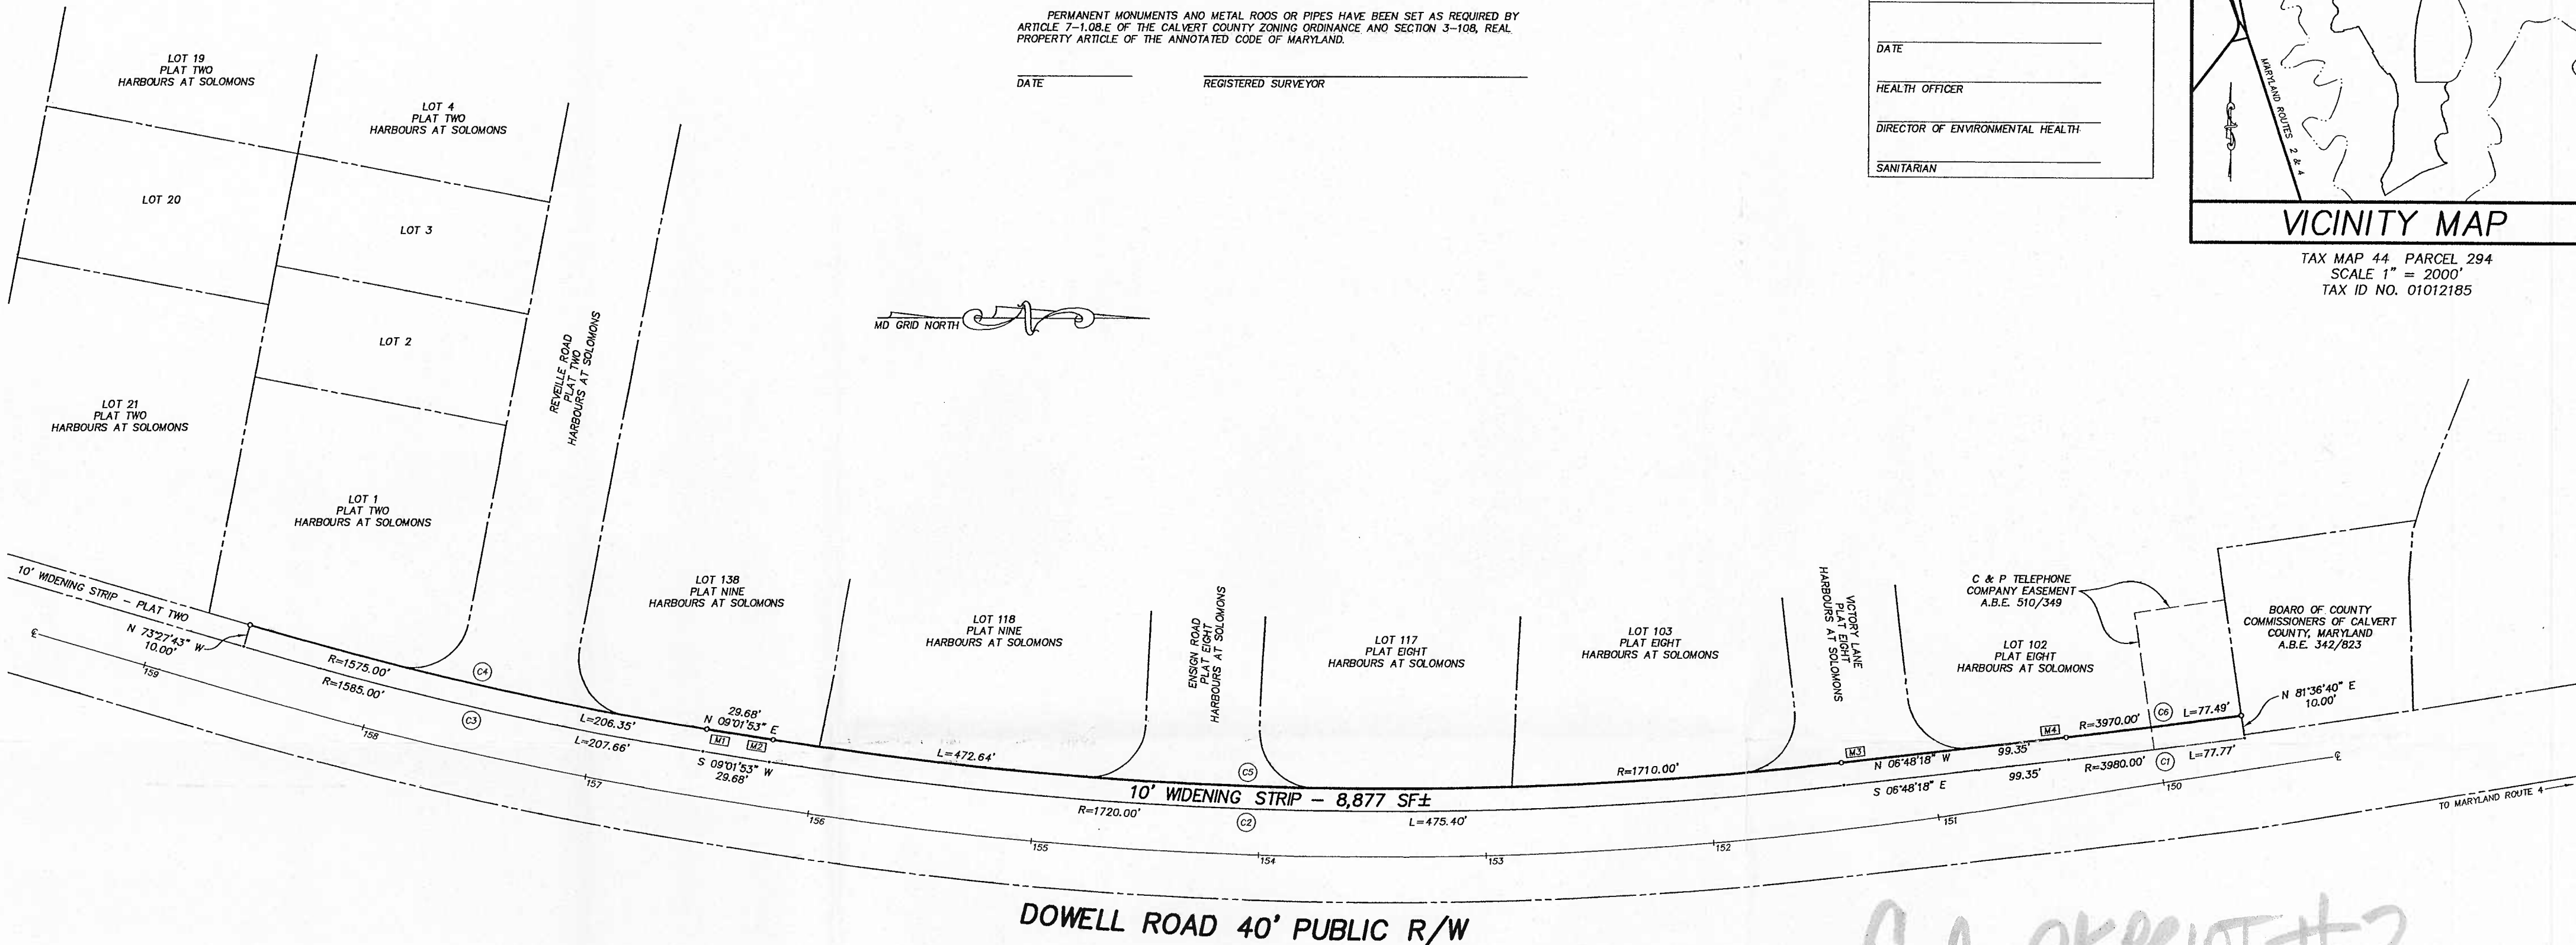 PERMANENT MONUMENTS AND METAL ROOS OR PIPES HAVE BEEN SET AS REQUIRED BY
ARTICLE 7-1.08.E OF THE CALVERT COUNTY ZONING ORDINANCE AND SECTION 3-108, REAL
PROPERTY ARTICLE OF THE ANNOTATED CODE OF MARYLAND.
DATE
REGISTERED SURVEYOR
DATE
HEALTH OFFICER
DIRECTOR OF ENVIRONMENTAL HEALTH
SANITARIAN
MARYLAND ROUTES 2 & 4
VICINITY MAP
TAX MAP 44 PARCEL 294
SCALE 1" = 2000'
TAX ID NO. 01012185
LOT 19
PLAT TWO
HARBOURS AT SOLOMONS
LOT 4
PLAT TWO
HARBOURS AT SOLOMONS
LOT 20
LOT 3
LOT 2
LOT 21
PLAT TWO
HARBOURS AT SOLOMONS
LOT 1
PLAT TWO
HARBOURS AT SOLOMONS
REVEILLE ROAD
PLAT TWO
HARBOURS AT SOLOMONS
MD GRID NORTH
LOT 138
PLAT NINE
HARBOURS AT SOLOMONS
LOT 118
PLAT NINE
HARBOURS AT SOLOMONS
ENSIGN ROAD
PLAT EIGHT
HARBOURS AT SOLOMONS
LOT 117
PLAT EIGHT
HARBOURS AT SOLOMONS
LOT 103
PLAT EIGHT
HARBOURS AT SOLOMONS
VICTORY LANE
PLAT EIGHT
HARBOURS AT SOLOMONS
LOT 102
PLAT EIGHT
HARBOURS AT SOLOMONS
C & P TELEPHONE
COMPANY EASEMENT
A.B.E. 510/349
BOARD OF COUNTY
COMMISSIONERS OF CALVERT
COUNTY, MARYLAND
A.B.E. 342/823
N 81°36'40" E
10.00'
10' WIDENING STRIP - PLAT TWO
N 73°27'43" W
10.00'
R=1575.00'
R=1585.00'
C4
C3
L=206.35'
L=207.66'
29.68'
N 09°01'53" E
M1
M2
S 09°01'53" W
29.68'
L=472.64'
C5
R=1710.00'
10' WIDENING STRIP - 8,877 SF±
R=1720.00'
C2
L=475.40'
M3
N 06°48'18" W
99.35'
S 06°48'18" E
99.35'
M4
R=3970.00'
C6
L=77.49'
R=3980.00'
C1
L=77.77'
159
158
157
156
155
154
153
152
151
150
TO MARYLAND ROUTE 4
DOWELL ROAD 40' PUBLIC R/W